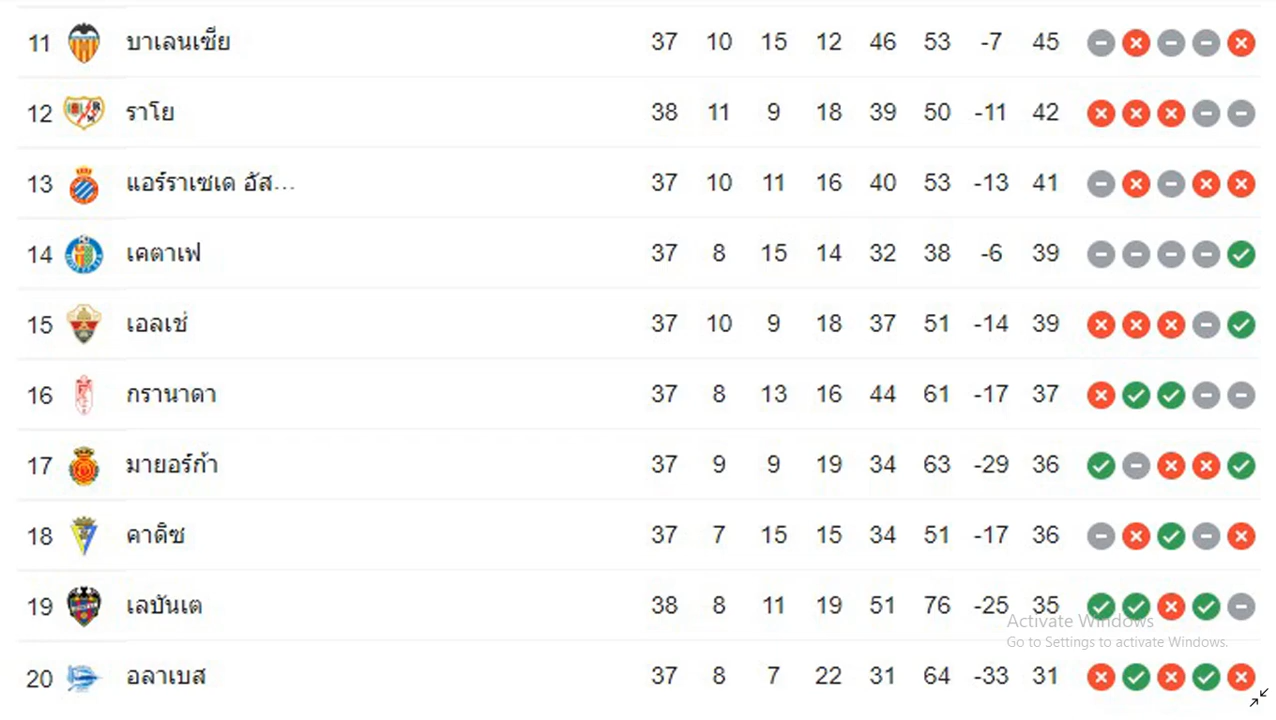 11 บาเลนเซีย 37 10 15 12 46 53 -7 45
12 ราโย 38 11 9 18 39 50 -11 42
13 แอร์ราเซเด อัส... 37 10 11 16 40 53 -13 41
14 เคตาเฟ 37 8 15 14 32 38 -6 39
15 เอลเช่ 37 10 9 18 37 51 -14 39
16 กรานาดา 37 8 13 16 44 61 -17 37
17 มายอร์ก้า 37 9 9 19 34 63 -29 36
18 คาดิซ 37 7 15 15 34 51 -17 36
19 เลบันเต 38 8 11 19 51 76 -25 35
Activate Windows
Go to Settings to activate Windows.
20 อลาเบส 37 8 7 22 31 64 -33 31